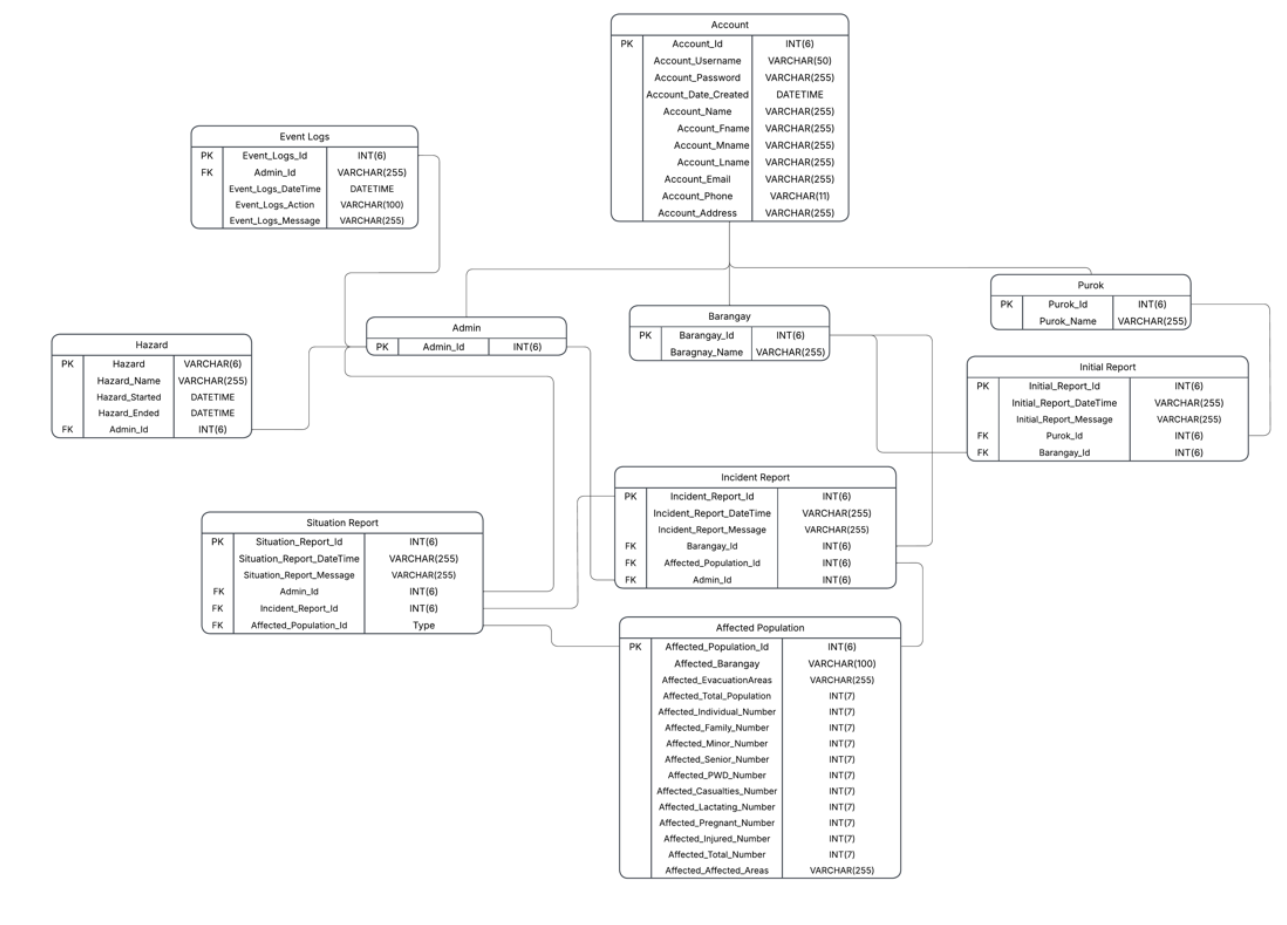 Account
PK Account_Id INT(6)
Account_Username VARCHAR(50)
Account_Password VARCHAR(255)
Account_Date_Created DATETIME
Account_Name VARCHAR(255)
Account_Fname VARCHAR(255)
Account_Mname VARCHAR(255)
Account_Lname VARCHAR(255)
Account_Email VARCHAR(255)
Account_Phone VARCHAR(11)
Account_Address VARCHAR(255)
Event Logs
PK Event_Logs_Id INT(6)
FK Admin_Id VARCHAR(255)
Event_Logs_DateTime DATETIME
Event_Logs_Action VARCHAR(100)
Event_Logs_Message VARCHAR(255)
Purok
PK Purok_Id INT(6)
Purok_Name VARCHAR(255)
Barangay
PK Barangay_Id INT(6)
Baragnay_Name VARCHAR(255)
Admin
PK Admin_Id INT(6)
Hazard
PK Hazard VARCHAR(6)
Hazard_Name VARCHAR(255)
Hazard_Started DATETIME
Hazard_Ended DATETIME
FK Admin_Id INT(6)
Initial Report
PK Initial_Report_Id INT(6)
Initial_Report_DateTime VARCHAR(255)
Initial_Report_Message VARCHAR(255)
FK Purok_Id INT(6)
FK Barangay_Id INT(6)
Incident Report
PK Incident_Report_Id INT(6)
Incident_Report_DateTime VARCHAR(255)
Incident_Report_Message VARCHAR(255)
FK Barangay_Id INT(6)
FK Affected_Population_Id INT(6)
FK Admin_Id INT(6)
Situation Report
PK Situation_Report_Id INT(6)
Situation_Report_DateTime VARCHAR(255)
Situation_Report_Message VARCHAR(255)
FK Admin_Id INT(6)
FK Incident_Report_Id INT(6)
FK Affected_Population_Id Type
Affected Population
PK Affected_Population_Id INT(6)
Affected_Barangay VARCHAR(100)
Affected_EvacuationAreas VARCHAR(255)
Affected_Total_Population INT(7)
Affected_Individual_Number INT(7)
Affected_Family_Number INT(7)
Affected_Minor_Number INT(7)
Affected_Senior_Number INT(7)
Affected_PWD_Number INT(7)
Affected_Casualties_Number INT(7)
Affected_Lactating_Number INT(7)
Affected_Pregnant_Number INT(7)
Affected_Injured_Number INT(7)
Affected_Total_Number INT(7)
Affected_Affected_Areas VARCHAR(255)